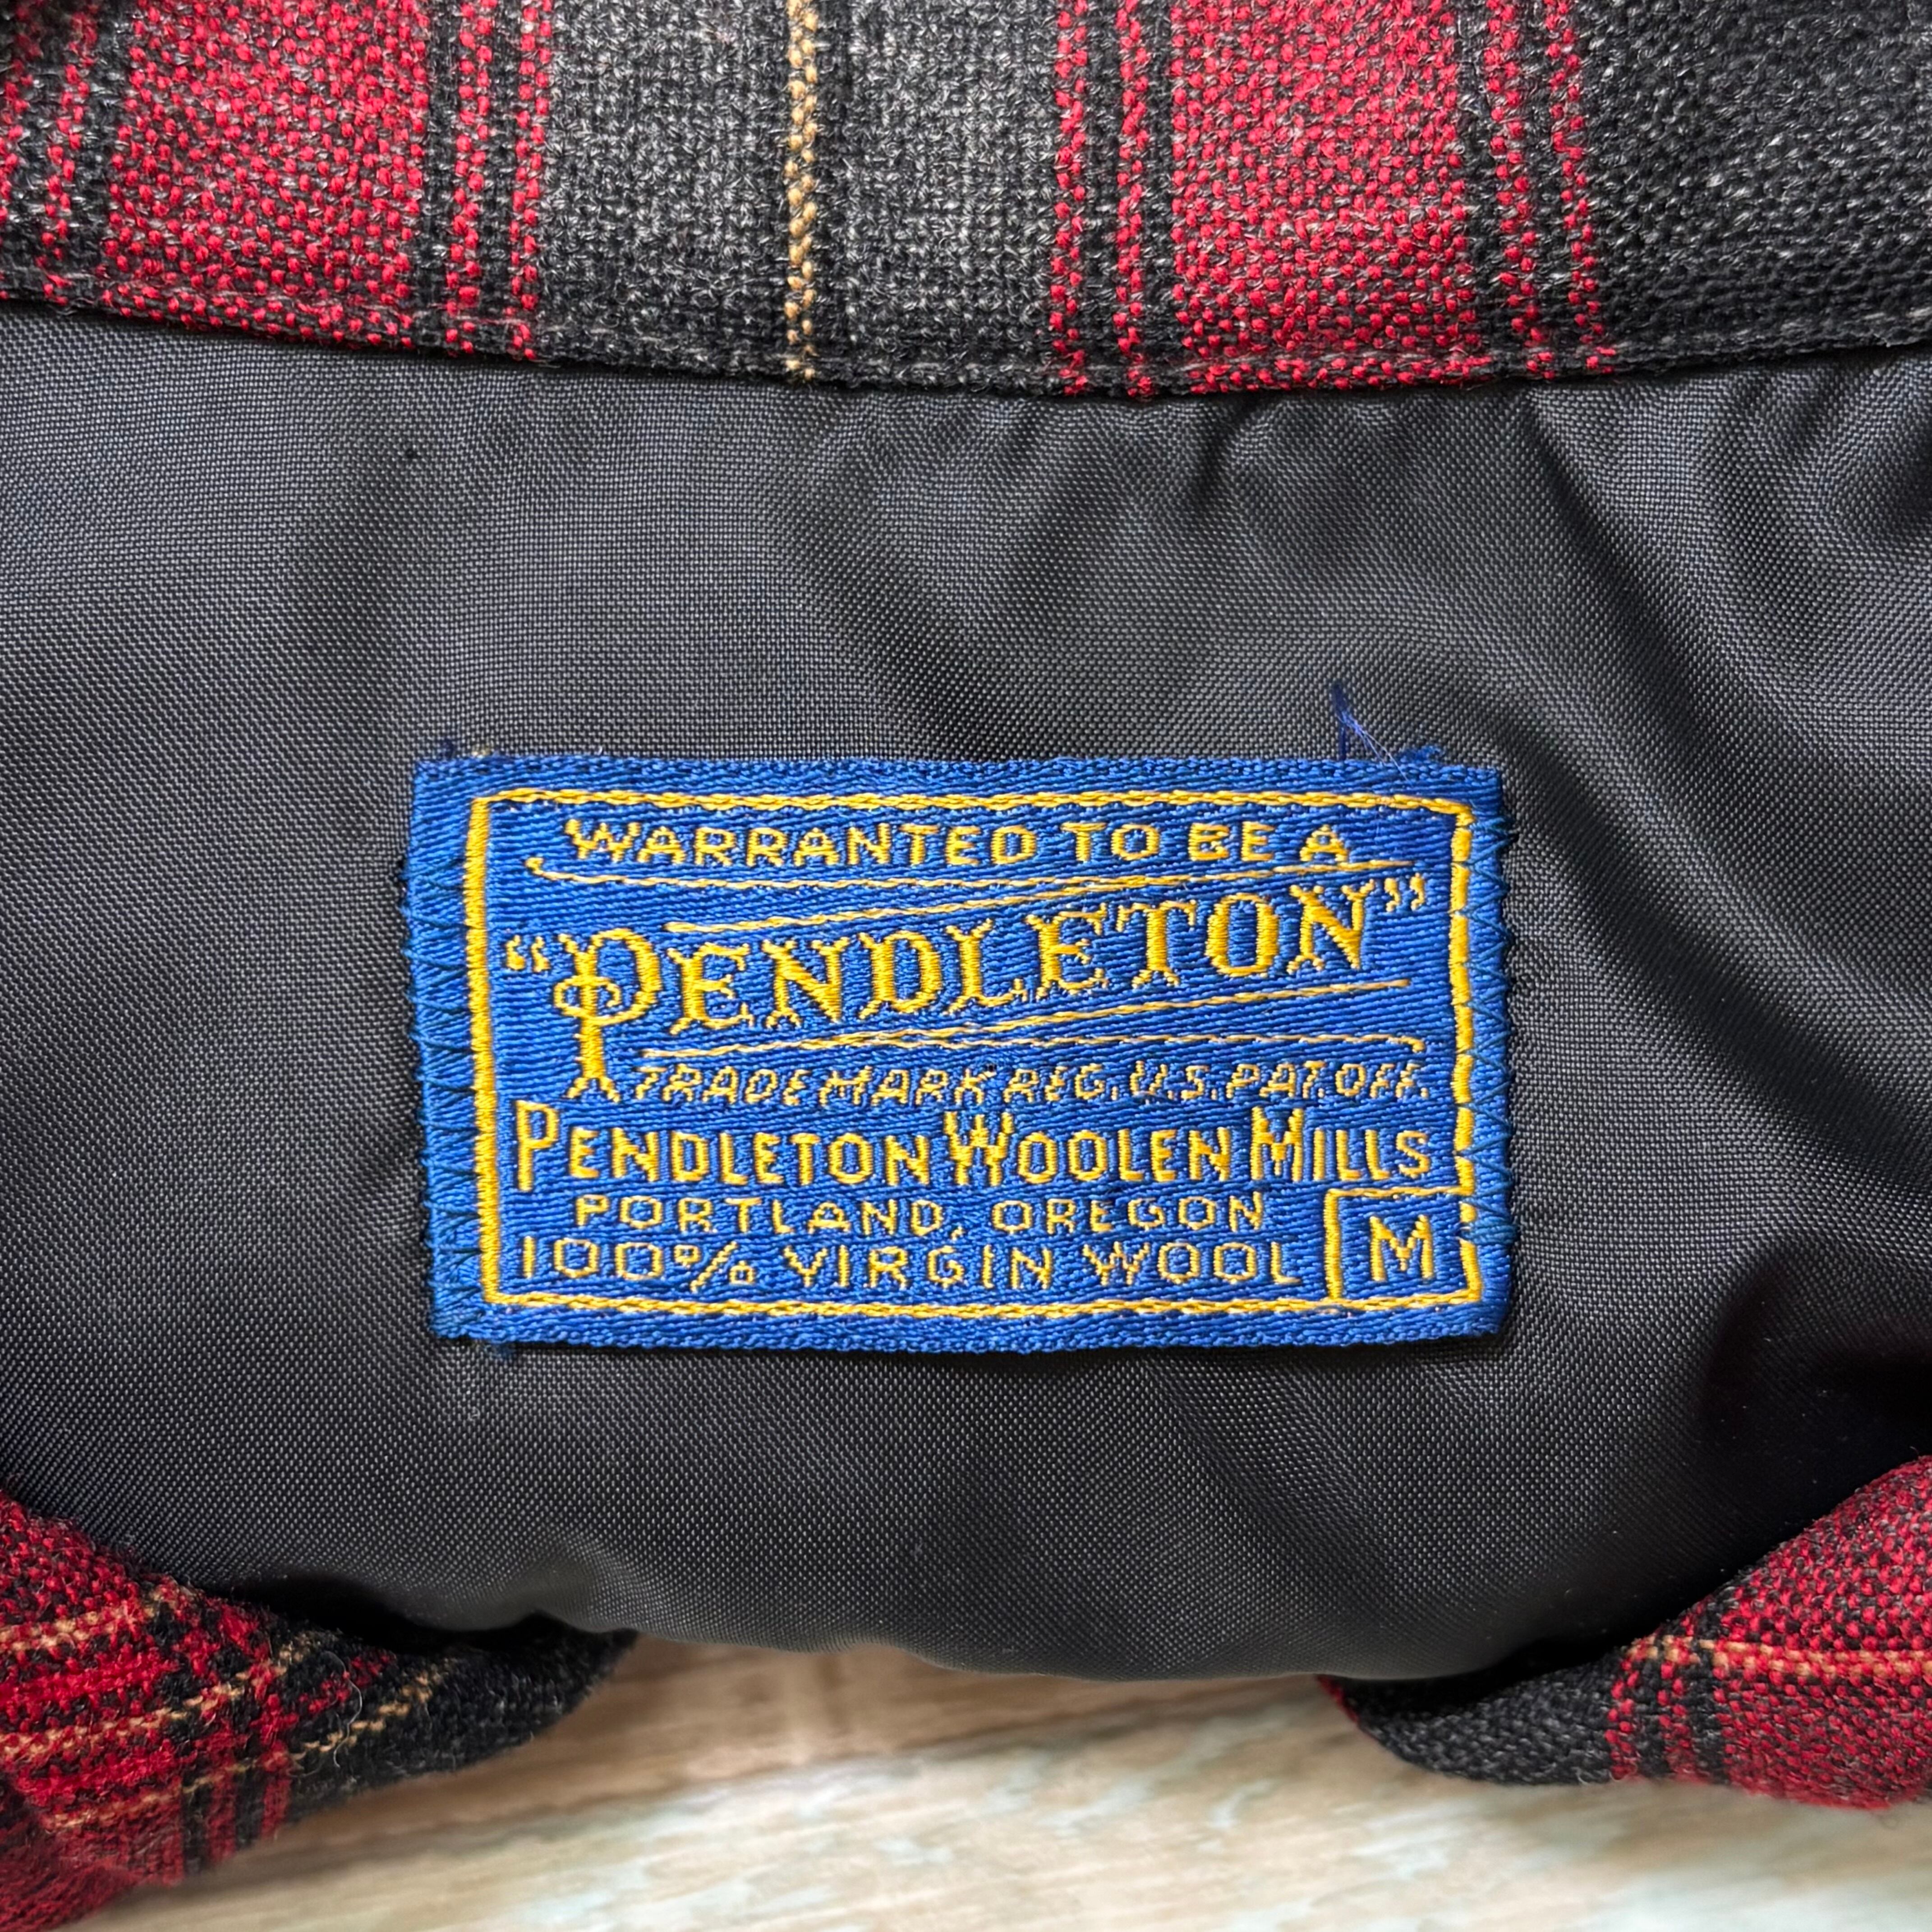 WARRANTED TO BE A
"PENDLETON"
TRADE MARK REG. U.S. PAT. OFF.
PENDLETON WOOLEN MILLS
PORTLAND, OREGON
100% VIRGIN WOOL M